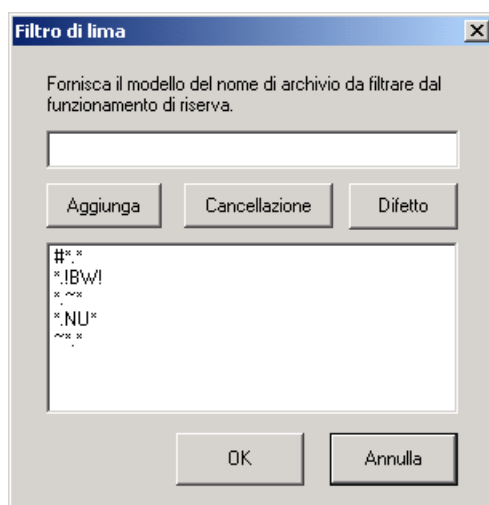 Filtro di lima
Fornisca il modello del nome di archivio da filtrare dal
funzionamento di riserva.
Aggiunga Cancellazione Difetto
#*.*
*.!BW!
*.~*
*.NU*
~*.*
OK Annulla